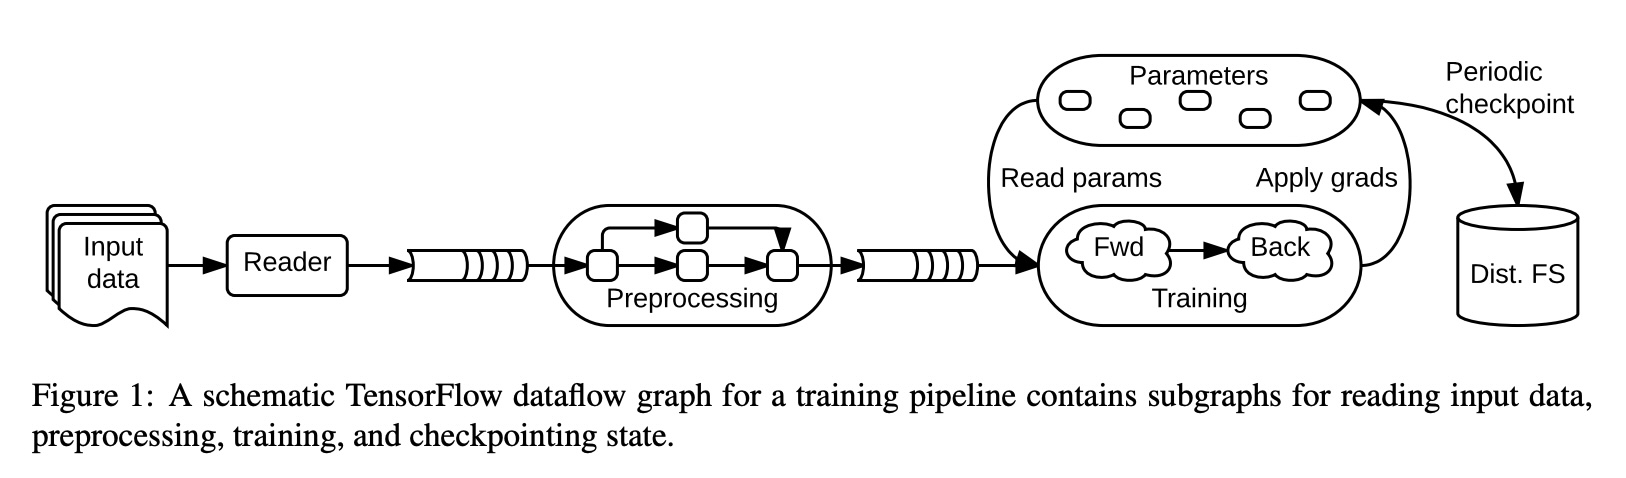 Parameters
Periodic
checkpoint
Read params
Apply grads
Input
data
Reader
Preprocessing
Fwd
Back
Training
Dist. FS
Figure 1: A schematic TensorFlow dataflow graph for a training pipeline contains subgraphs for reading input data,
preprocessing, training, and checkpointing state.